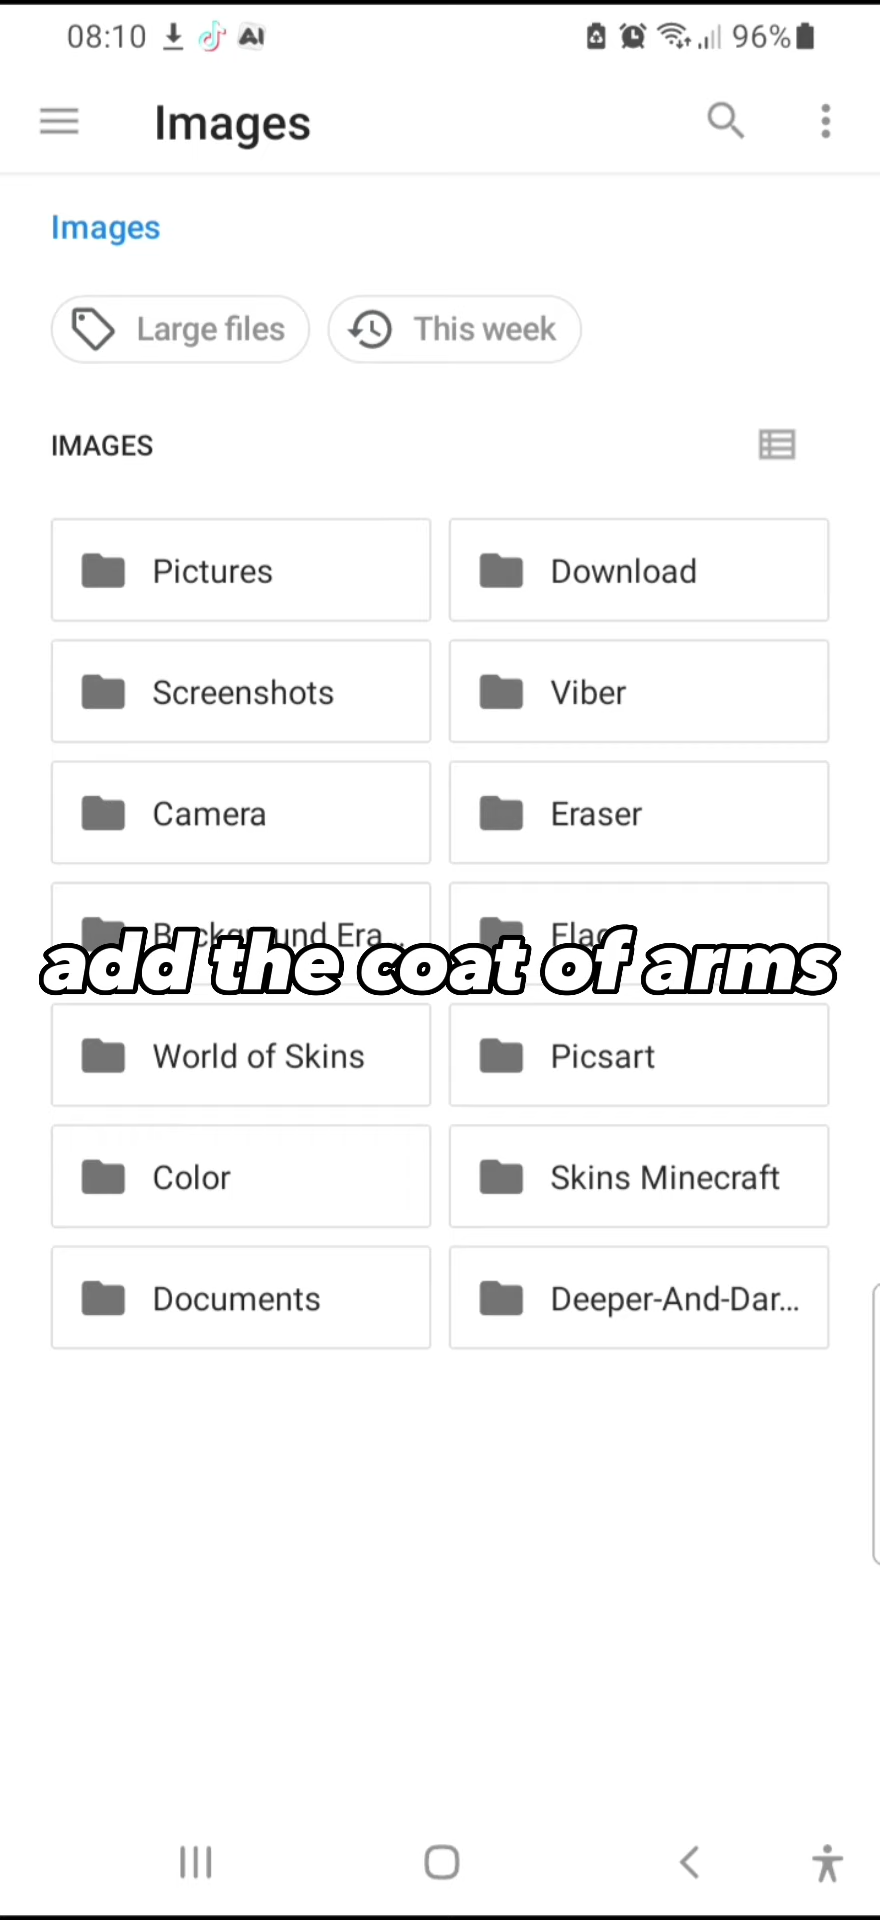 08:10 AI 96%
Images
Images
Large files This week
IMAGES
Pictures Download
Screenshots Viber
Camera Eraser
add the coat of arms
World of Skins Picsart
Color Skins Minecraft
Documents Deeper-And-Dar...